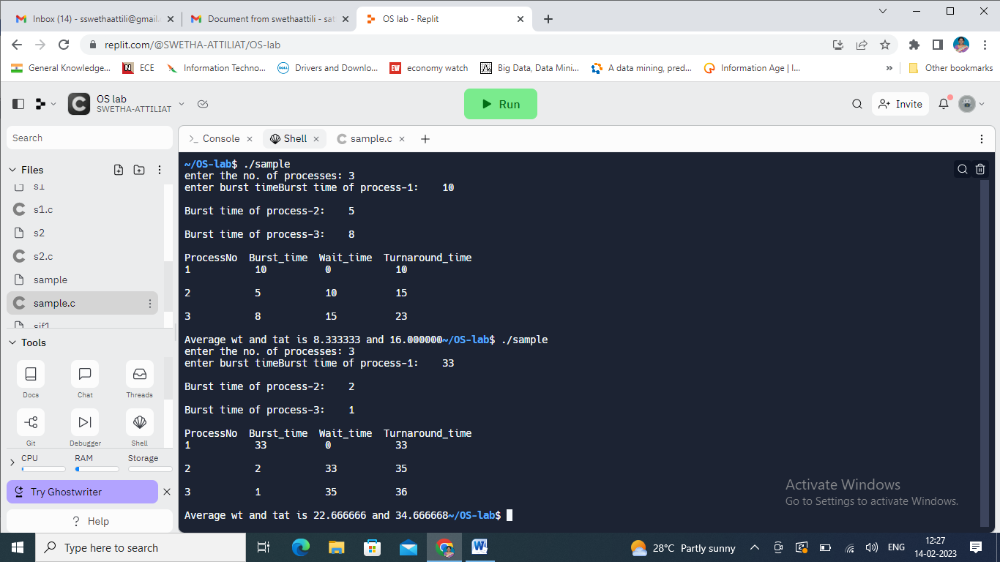 Inbox (14) - sswethaattili@gmail.
Document from swethaattili - sat
OS lab - Replit
replit.com/@SWETHA-ATTILIAT/OS-lab
General Knowledge...
ECE
Information Techno...
Drivers and Downlo...
economy watch
Big Data, Data Mini...
A data mining, pred...
Information Age | I...
»
Other bookmarks
OS lab
SWETHA-ATTILIAT
Run
Invite
Search
Console
Shell
sample.c
Files
s1
s1.c
s2
s2.c
sample
sample.c
sif1
Tools
Docs
Chat
Threads
Git
Debugger
Shell
CPU
RAM
Storage
Try Ghostwriter
? Help
~/OS-lab$ ./sample
enter the no. of processes: 3
enter burst timeBurst time of process-1:    10
Burst time of process-2:    5
Burst time of process-3:    8
ProcessNo  Burst_time  Wait_time  Turnaround_time
1           10          0           10
2           5           10          15
3           8           15          23
Average wt and tat is 8.333333 and 16.000000~/OS-lab$ ./sample
enter the no. of processes: 3
enter burst timeBurst time of process-1:    33
Burst time of process-2:    2
Burst time of process-3:    1
ProcessNo  Burst_time  Wait_time  Turnaround_time
1           33          0           33
2           2           33          35
3           1           35          36
Average wt and tat is 22.666666 and 34.666668~/OS-lab$
Activate Windows
Go to Settings to activate Windows.
Type here to search
28°C Partly sunny
ENG
12:27
14-02-2023